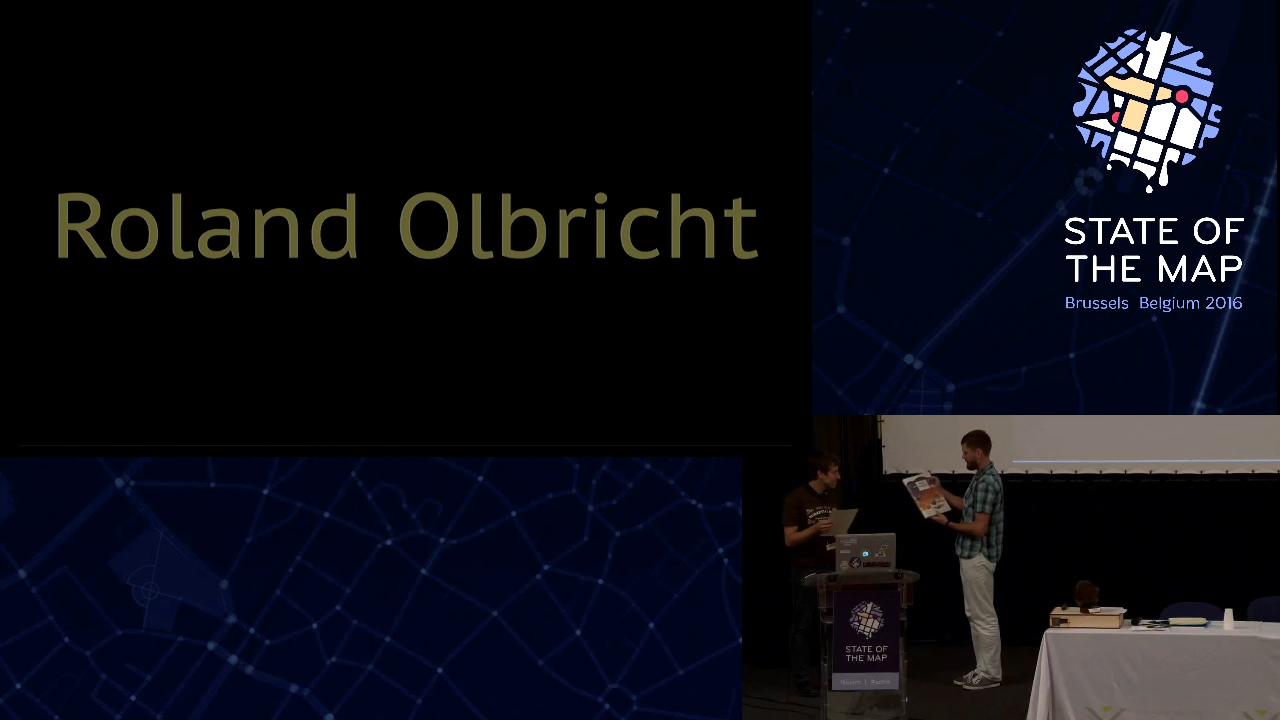 Roland Olbricht
STATE OF
THE MAP
Brussels Belgium 2016
STATE OF
THE MAP